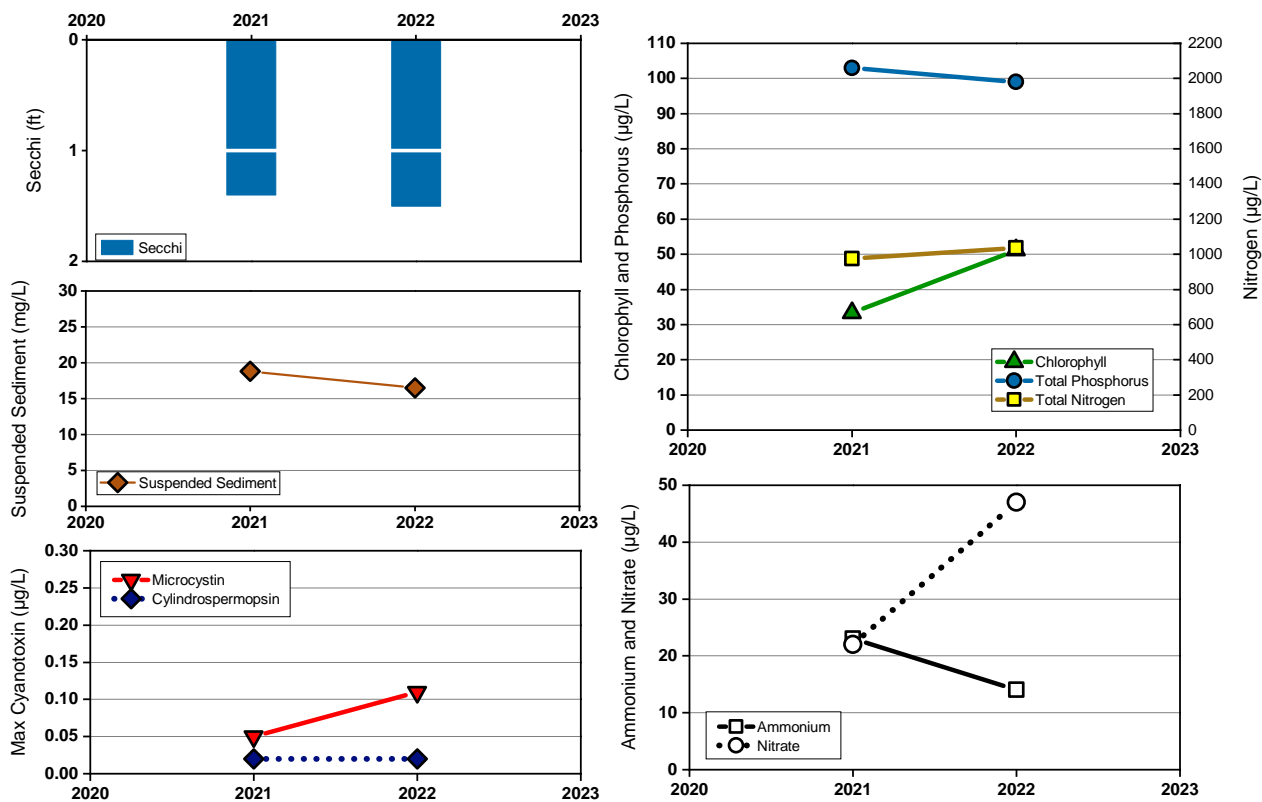 2020 2021 2022 2023
0
1
2
Secchi (ft)
Secchi
30
25
20
15
10
5
0
Suspended Sediment (mg/L)
Suspended Sediment
2020 2021 2022 2023
0.30
0.25
0.20
0.15
0.10
0.05
0.00
Max Cyanotoxin (µg/L)
Microcystin
Cylindrospermopsin
2020 2021 2022 2023
110
100
90
80
70
60
50
40
30
20
10
0
Chlorophyll and Phosphorus (µg/L)
2200
2000
1800
1600
1400
1200
1000
800
600
400
200
0
Nitrogen (µg/L)
Chlorophyll
Total Phosphorus
Total Nitrogen
2020 2021 2022 2023
50
40
30
20
10
0
Ammonium and Nitrate (µg/L)
Ammonium
Nitrate
2020 2021 2022 2023